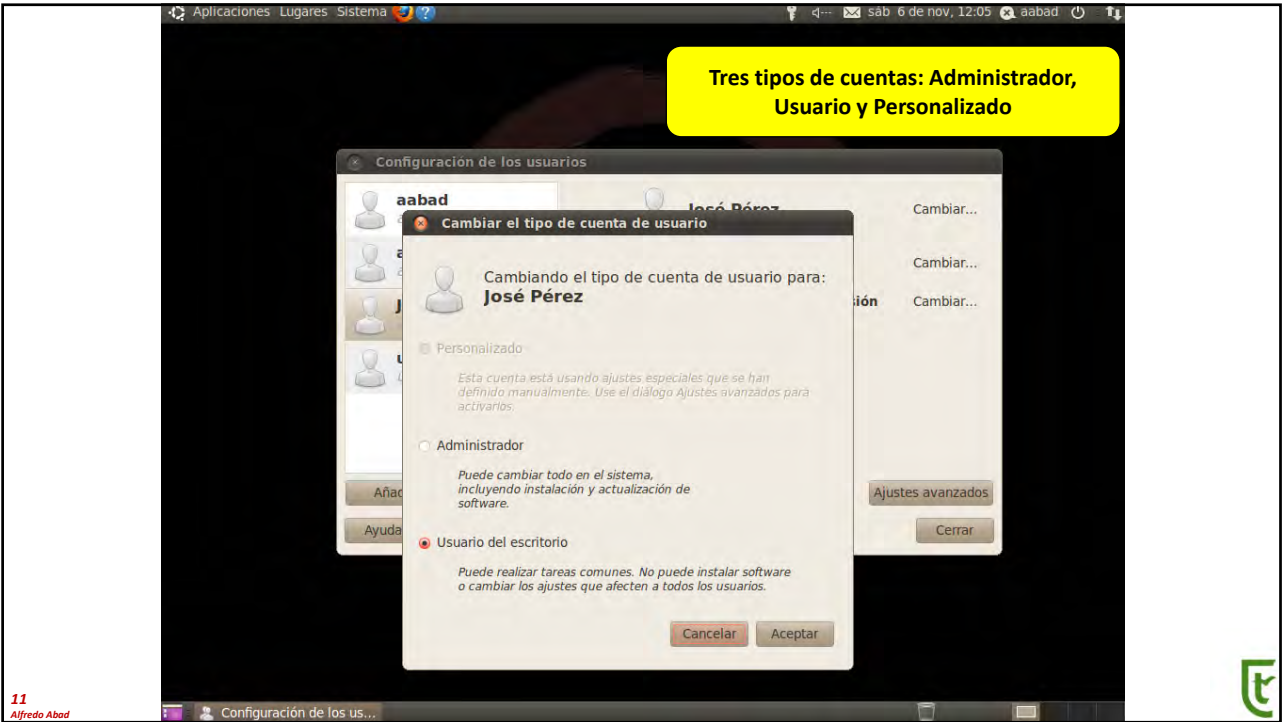 Aplicaciones Lugares Sistema
sáb 6 de nov, 12:05 aabad
Tres tipos de cuentas: Administrador,
Usuario y Personalizado
Configuración de los usuarios
aabad
José Pérez
Cambiar...
Cambiar...
ión
Cambiar...
Cambiar el tipo de cuenta de usuario
Cambiando el tipo de cuenta de usuario para:
José Pérez
Personalizado
Esta cuenta está usando ajustes especiales que se han
definido manualmente. Use el diálogo Ajustes avanzados para
activarlos.
Administrador
Puede cambiar todo en el sistema,
incluyendo instalación y actualización de
software.
Usuario del escritorio
Puede realizar tareas comunes. No puede instalar software
o cambiar los ajustes que afecten a todos los usuarios.
Cancelar
Aceptar
Añad
Ajustes avanzados
Ayuda
Cerrar
Configuración de los us...
11
Alfredo Abad